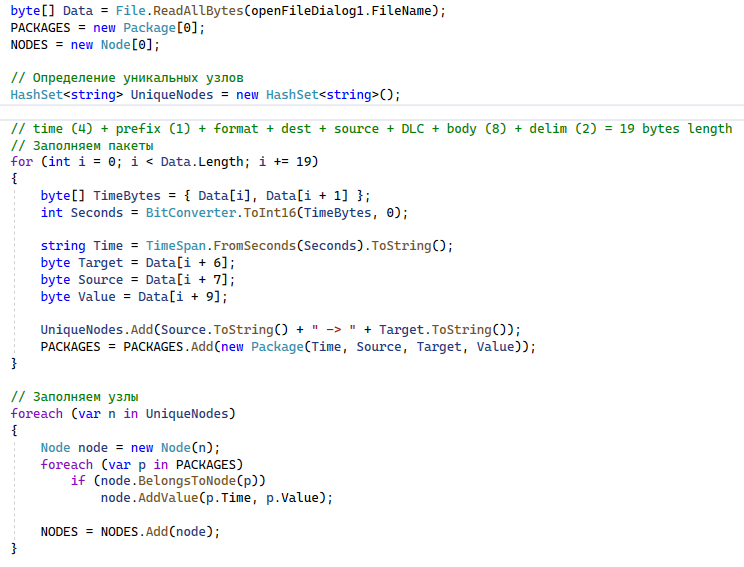 byte[] Data = File.ReadAllBytes(openFileDialog1.FileName);
PACKAGES = new Package[0];
NODES = new Node[0];

// Определение уникальных узлов
HashSet<string> UniqueNodes = new HashSet<string>();

// time (4) + prefix (1) + format + dest + source + DLC + body (8) + delim (2) = 19 bytes length
// Заполняем пакеты
for (int i = 0; i < Data.Length; i += 19)
{
    byte[] TimeBytes = { Data[i], Data[i + 1] };
    int Seconds = BitConverter.ToInt16(TimeBytes, 0);

    string Time = TimeSpan.FromSeconds(Seconds).ToString();
    byte Target = Data[i + 6];
    byte Source = Data[i + 7];
    byte Value = Data[i + 9];

    UniqueNodes.Add(Source.ToString() + " -> " + Target.ToString());
    PACKAGES = PACKAGES.Add(new Package(Time, Source, Target, Value));
}

// Заполняем узлы
foreach (var n in UniqueNodes)
{
    Node node = new Node(n);
    foreach (var p in PACKAGES)
        if (node.BelongsToNode(p))
            node.AddValue(p.Time, p.Value);

    NODES = NODES.Add(node);
}